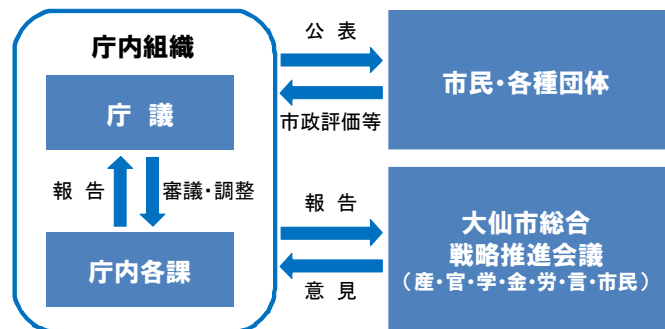 庁内組織
庁 議
報 告
審議・調整
庁内各課
公 表
市政評価等
市民・各種団体
報 告
意 見
大仙市総合
戦略推進会議
(産・官・学・金・労・言・市民)